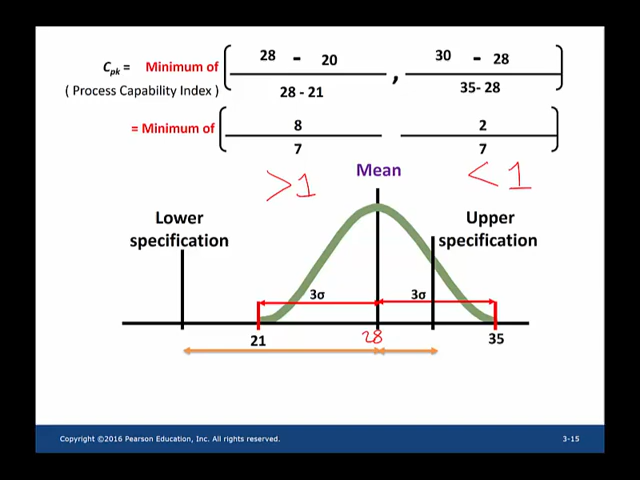 28 - 20 30 - 28
Cpk = Minimum of ,
( Process Capability Index ) 28 - 21 35- 28
= Minimum of 8 2
7 7
>1 Mean <1
Lower Upper
specification specification
3σ 3σ
21 28 35
Copyright ©2016 Pearson Education, Inc. All rights reserved. 3-15